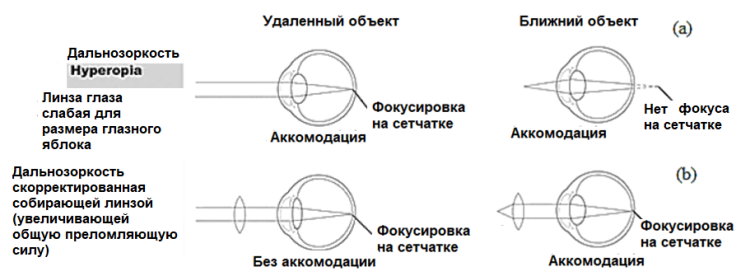 Удаленный объект
Ближний объект
(a)
Дальнозоркость
Hyperopia
Линза глаза
слабая для
размера глазного
яблока
Фокусировка
на сетчатке
Аккомодация
Нет фокуса
на сетчатке
Аккомодация
Дальнозоркость
скорректированная
собирающей линзой
(увеличивающей
общую преломляющую
силу)
Фокусировка
на сетчатке
Без аккомодации
(b)
Фокусировка
на сетчатке
Аккомодация